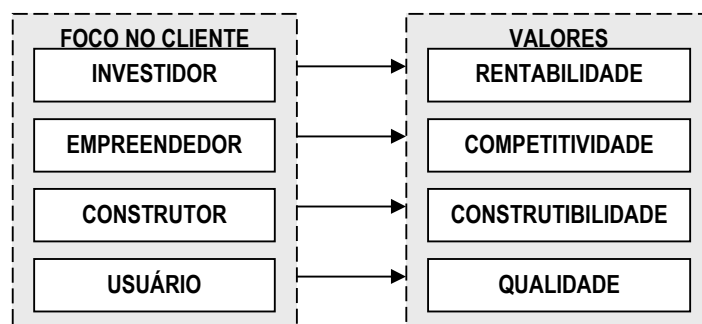 FOCO NO CLIENTE
INVESTIDOR
EMPREENDEDOR
CONSTRUTOR
USUÁRIO
VALORES
RENTABILIDADE
COMPETITIVIDADE
CONSTRUTIBILIDADE
QUALIDADE